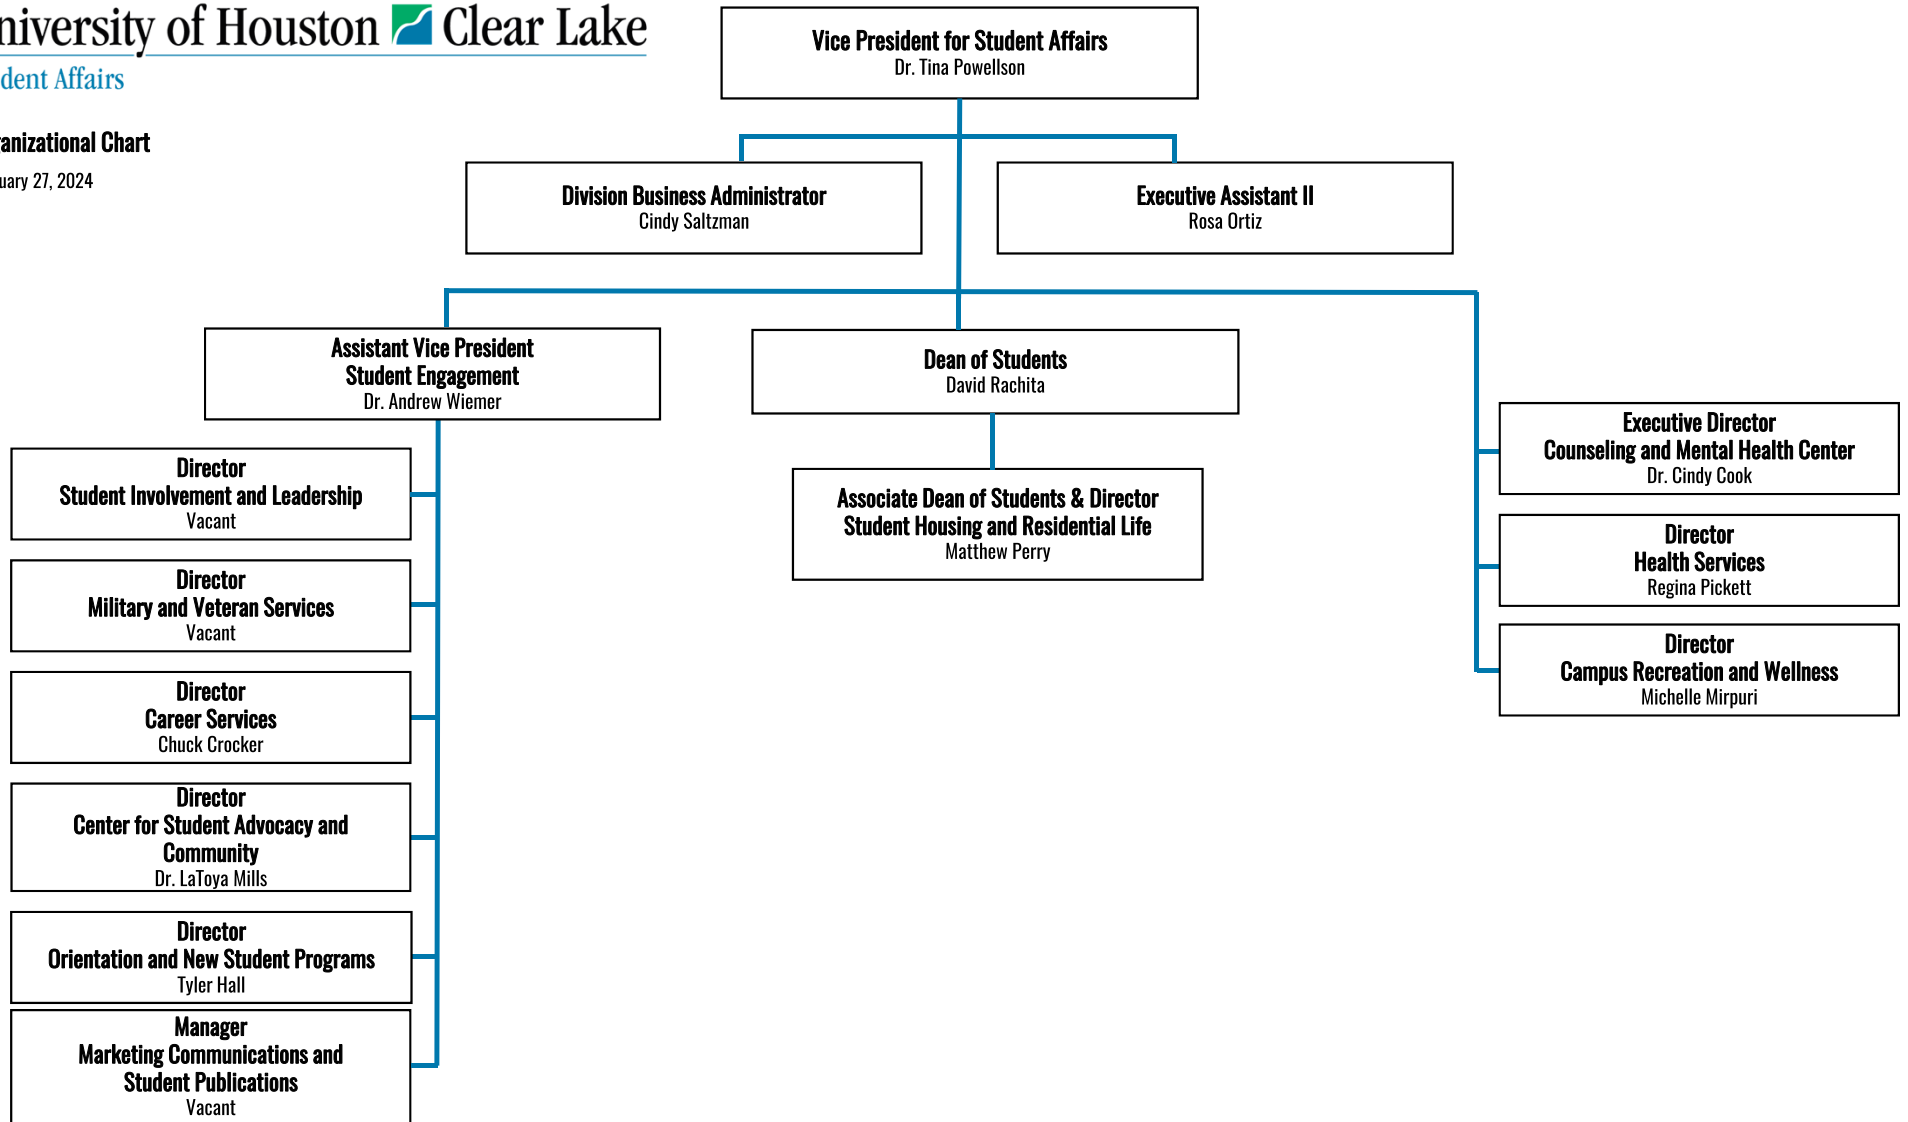 niversity of Houston Clear Lake
dent Affairs
anizational Chart
uary 27, 2024
Vice President for Student Affairs
Dr. Tina Powellson
Division Business Administrator
Cindy Saltzman
Executive Assistant II
Rosa Ortiz
Assistant Vice President
Student Engagement
Dr. Andrew Wiemer
Dean of Students
David Rachita
Associate Dean of Students & Director
Student Housing and Residential Life
Matthew Perry
Executive Director
Counseling and Mental Health Center
Dr. Cindy Cook
Director
Health Services
Regina Pickett
Director
Campus Recreation and Wellness
Michelle Mirpuri
Director
Student Involvement and Leadership
Vacant
Director
Military and Veteran Services
Vacant
Director
Career Services
Chuck Crocker
Director
Center for Student Advocacy and
Community
Dr. LaToya Mills
Director
Orientation and New Student Programs
Tyler Hall
Manager
Marketing Communications and
Student Publications
Vacant